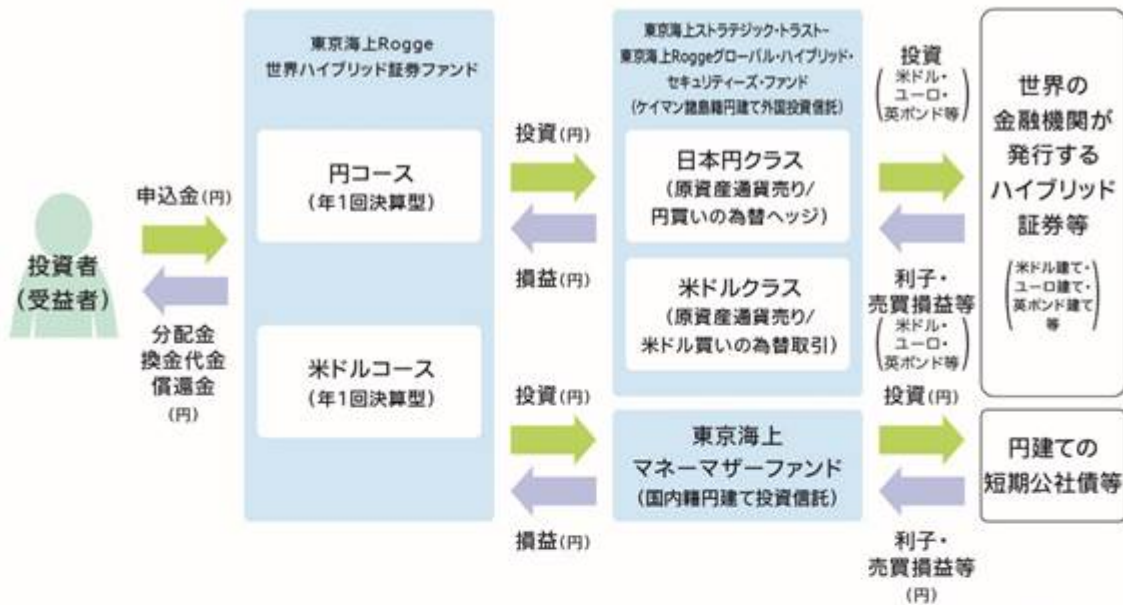 申込金(円)
投資者
(受益者)
分配金
換金代金
償還金
(円)
東京海上Rogge
世界ハイブリッド証券ファンド
円コース
(年1回決算型)
米ドルコース
(年1回決算型)
投資(円)
損益(円)
投資(円)
損益(円)
東京海上ストラテジック・トラスト-
東京海上Roggeグローバル・ハイブリッド・
セキュリティーズ・ファンド
(ケイマン諸島籍円建て外国投資信託)
日本円クラス
(原資産通貨売り/
円買いの為替ヘッジ)
米ドルクラス
(原資産通貨売り/
米ドル買いの為替取引)
東京海上
マネーマザーファンド
(国内籍円建て投資信託)
投資
(米ドル・
ユーロ・
英ポンド等)
利子・
売買損益等
(米ドル・
ユーロ・
英ポンド等)
投資(円)
利子・
売買損益等
(円)
世界の
金融機関が
発行する
ハイブリッド
証券等
(米ドル建て・
ユーロ建て・
英ポンド建て
等)
円建ての
短期公社債等